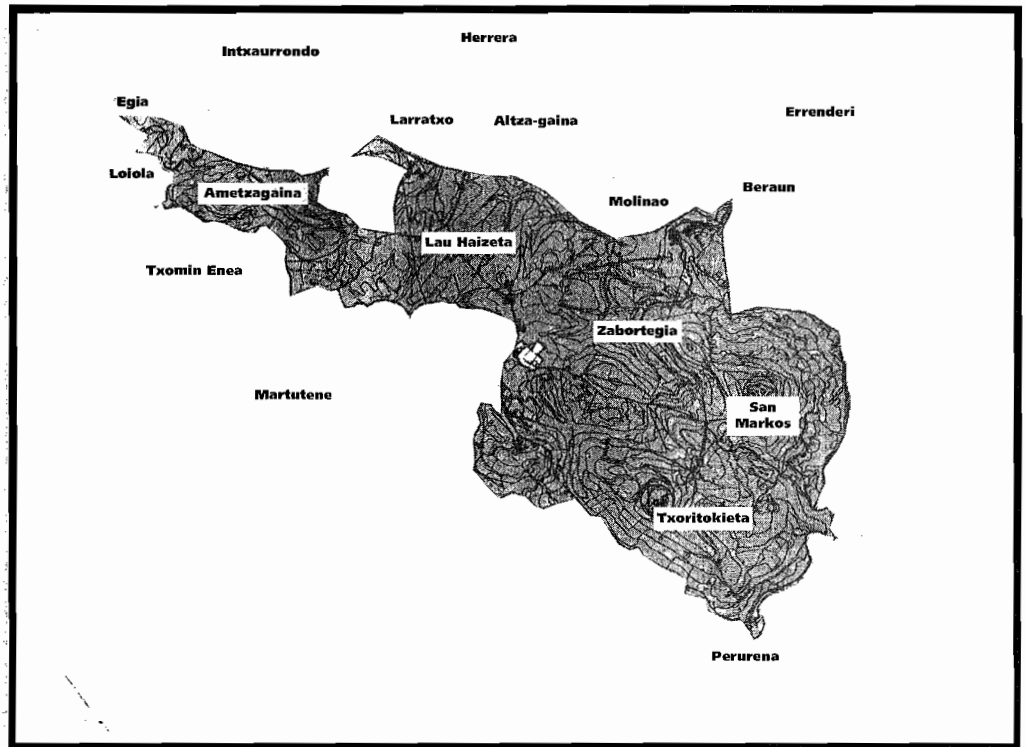 Herrera
Intxaurrondo
Egia
Larratxo
Altza-gaina
Errenderi
Loiola
Ametzagaina
Molinao
Beraun
Lau Haizeta
Txomin Enea
Zabortegia
Martutene
San
Markos
Txoritokieta
Perurena